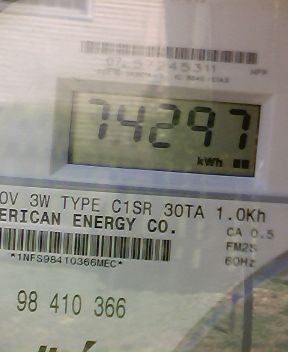 74297
kWh
0V 3W TYPE C1SR 30TA 1.0Kh
ERICAN ENERGY CO.
CA 0.5
FM2S
60Hz
*1NFS98410366MEC*
98 410 366